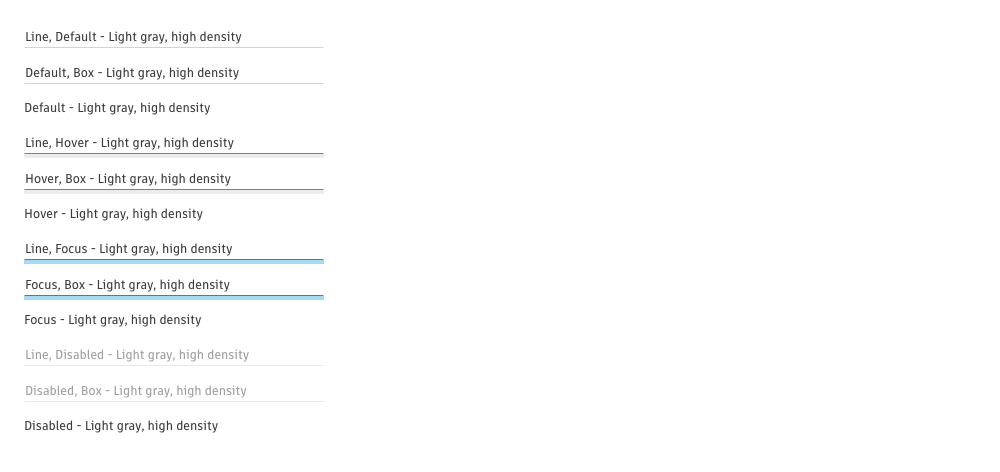 Line, Default - Light gray, high density
Default, Box - Light gray, high density
Default - Light gray, high density
Line, Hover - Light gray, high density
Hover, Box - Light gray, high density
Hover - Light gray, high density
Line, Focus - Light gray, high density
Focus, Box - Light gray, high density
Focus - Light gray, high density
Line, Disabled - Light gray, high density
Disabled, Box - Light gray, high density
Disabled - Light gray, high density